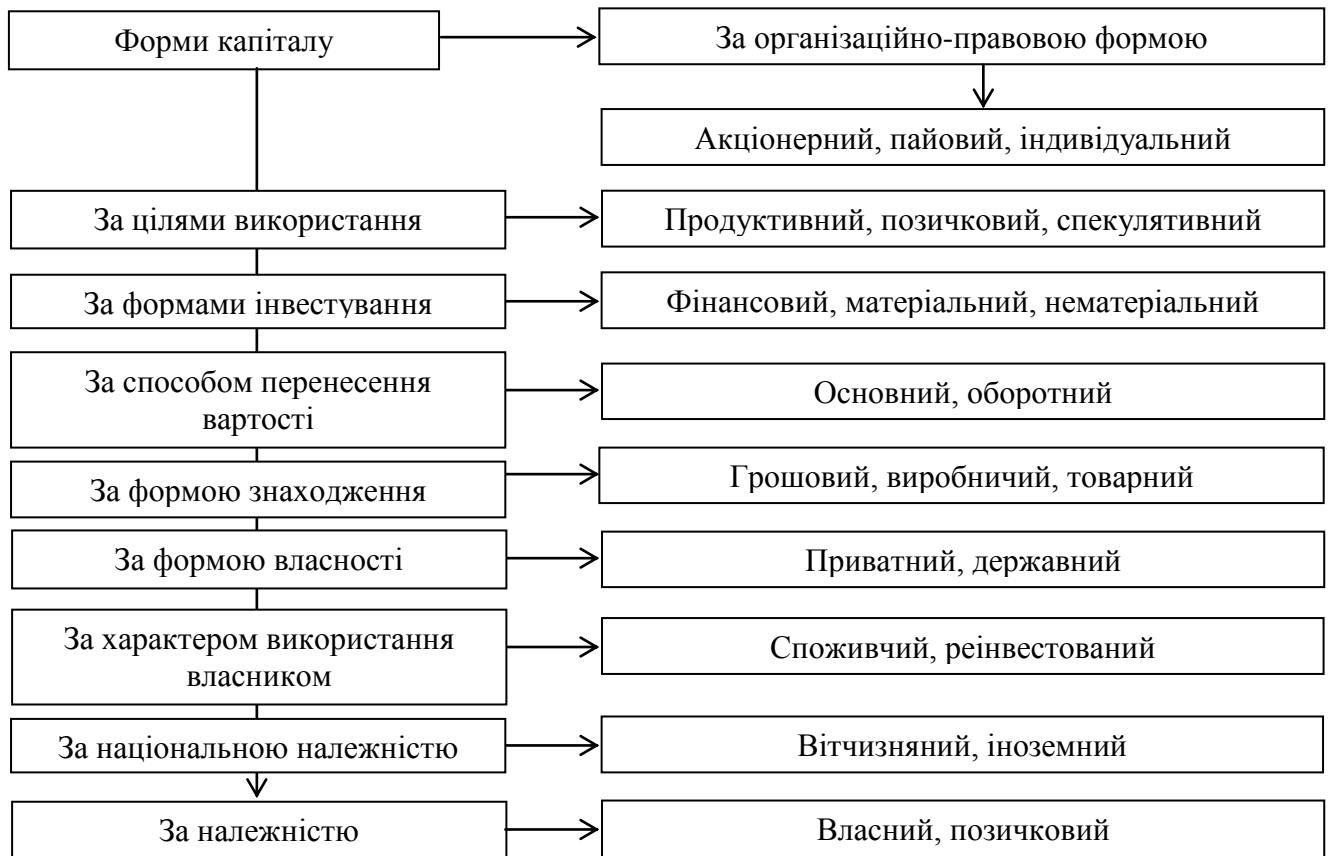 Форми капіталу
За організаційно-правовою формою
Акціонерний, пайовий, індивідуальний
За цілями використання
Продуктивний, позичковий, спекулятивний
За формами інвестування
Фінансовий, матеріальний, нематеріальний
За способом перенесення
вартості
Основний, оборотний
За формою знаходження
Грошовий, виробничий, товарний
За формою власності
Приватний, державний
За характером використання
власником
Споживчий, реінвестований
За національною належністю
Вітчизняний, іноземний
За належністю
Власний, позичковий